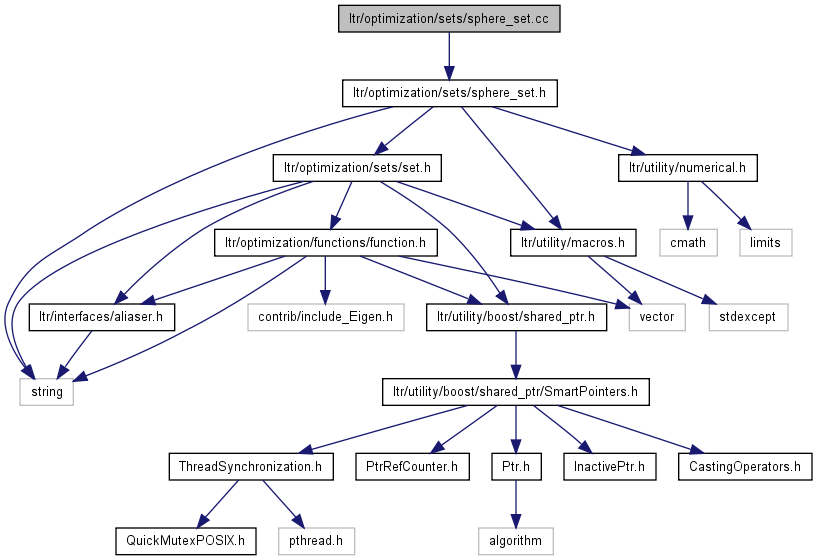 ltr/optimization/sets/sphere_set.cc
ltr/optimization/sets/sphere_set.h
ltr/optimization/sets/set.h
ltr/utility/numerical.h
ltr/optimization/functions/function.h
ltr/utility/macros.h
cmath
limits
ltr/interfaces/aliaser.h
contrib/include_Eigen.h
ltr/utility/boost/shared_ptr.h
vector
stdexcept
string
ltr/utility/boost/shared_ptr/SmartPointers.h
ThreadSynchronization.h
PtrRefCounter.h
Ptr.h
InactivePtr.h
CastingOperators.h
QuickMutexPOSIX.h
pthread.h
algorithm